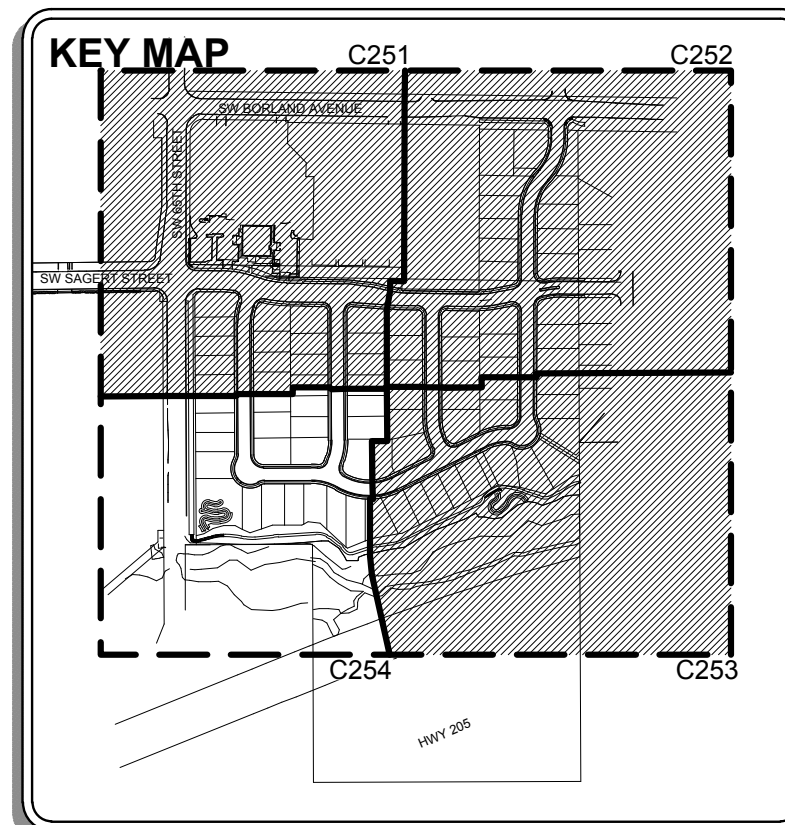 KEY MAP
C251
C252
SW BORLAND AVENUE
SW 65TH STREET
SW SAGERT STREET
C254
C253
HWY 205